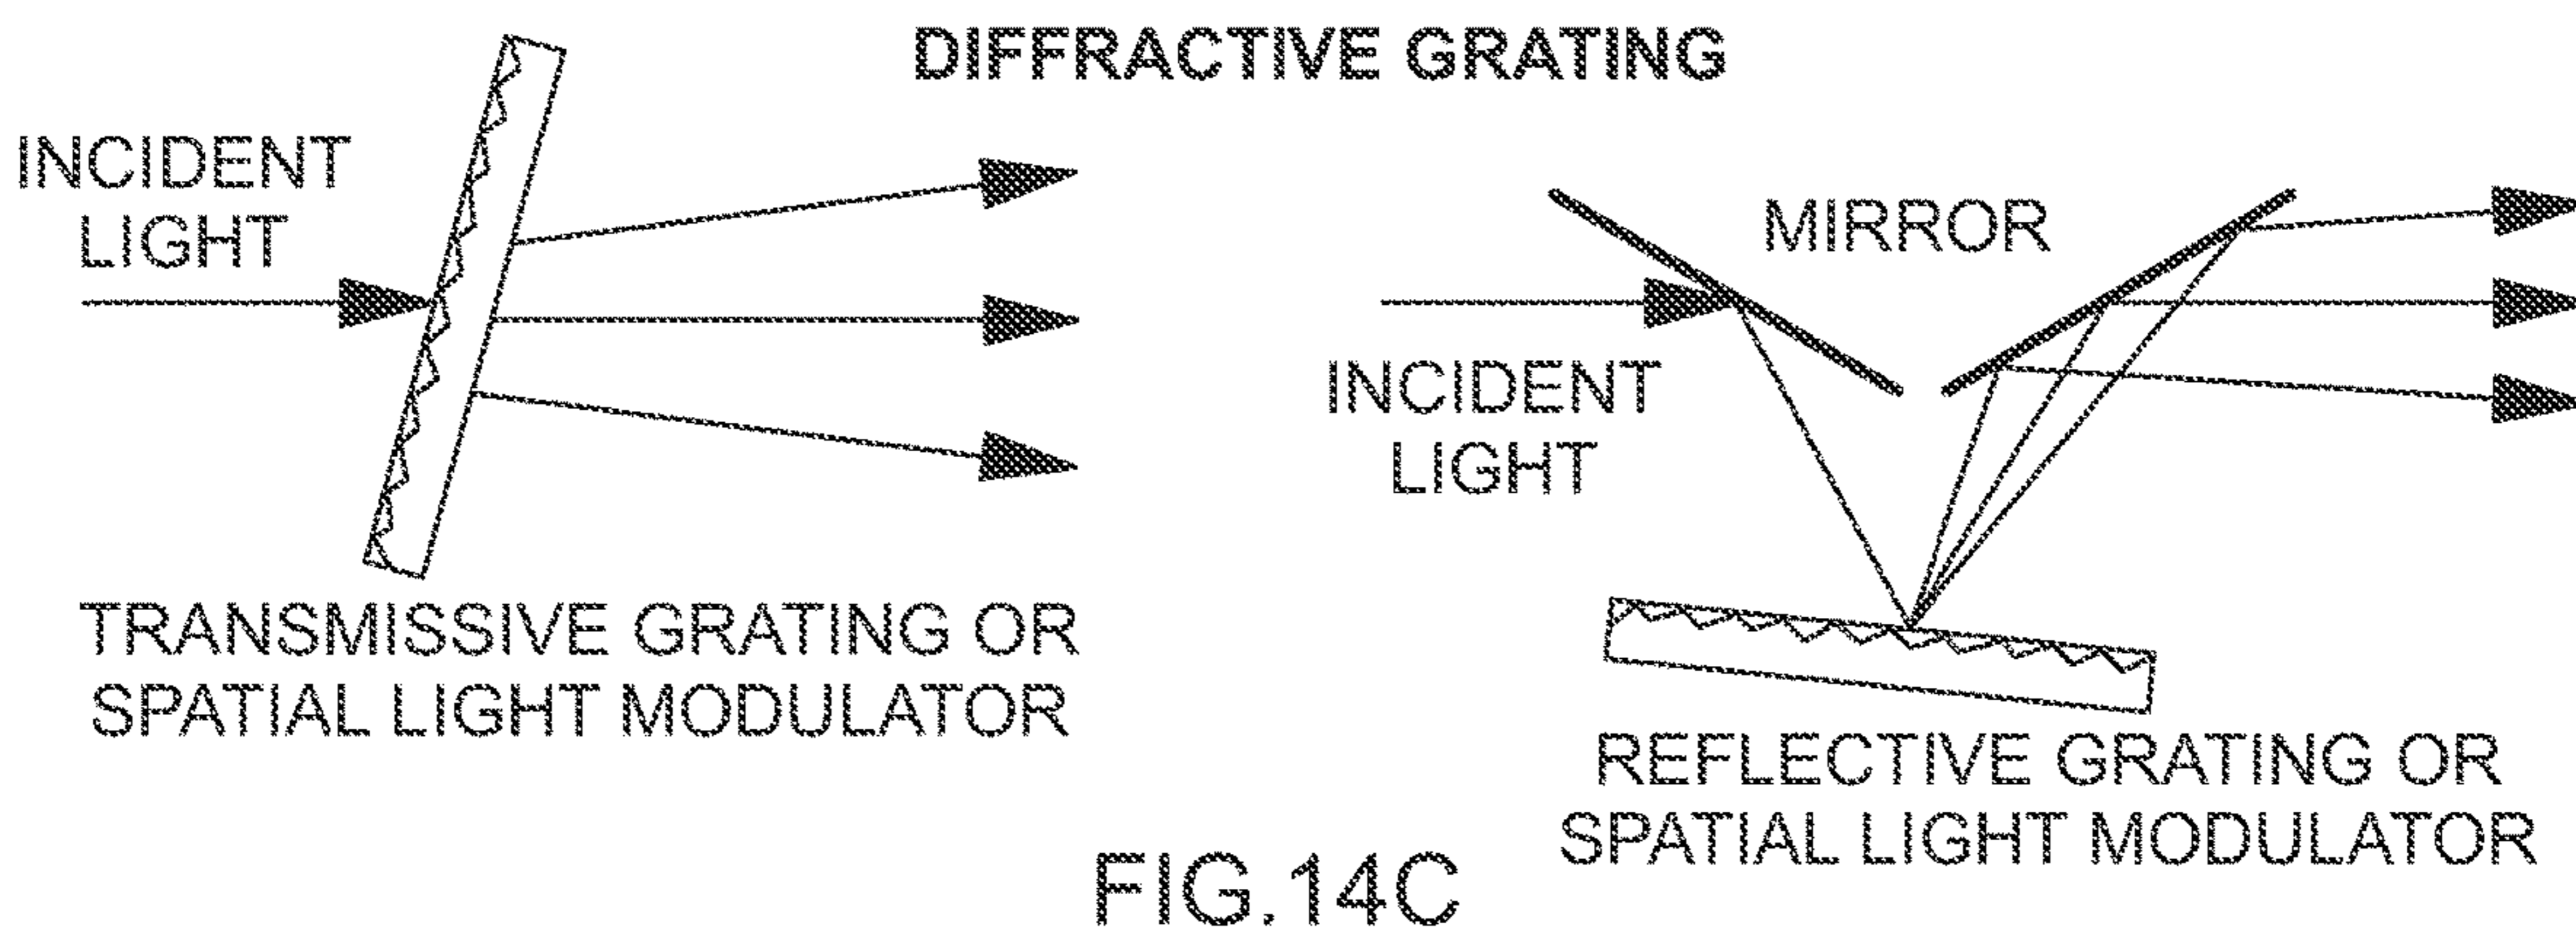 DIFFRACTIVE GRATING
INCIDENT
LIGHT
TRANSMISSIVE GRATING OR
SPATIAL LIGHT MODULATOR
MIRROR
INCIDENT
LIGHT
REFLECTIVE GRATING OR
SPATIAL LIGHT MODULATOR
FIG.14C